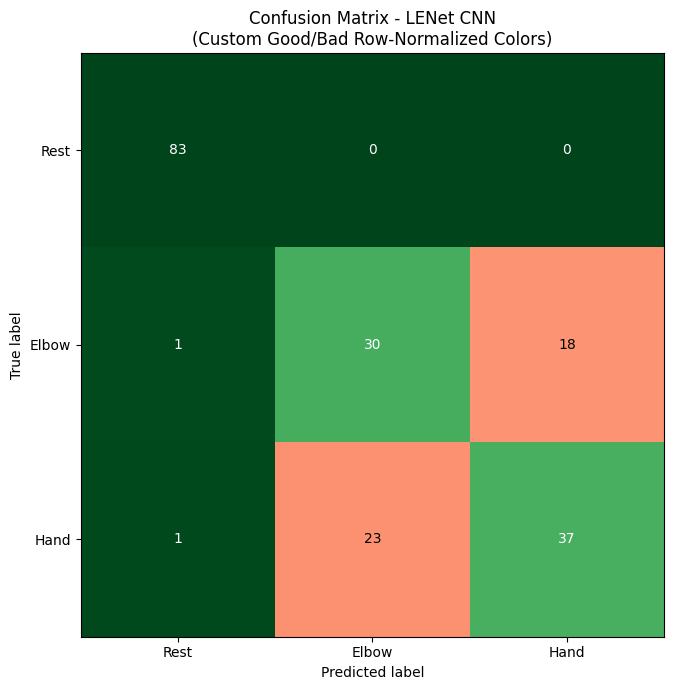 Confusion Matrix - LENet CNN
(Custom Good/Bad Row-Normalized Colors)
Rest 83 0 0
Elbow 1 30 18
Hand 1 23 37
True label
Rest Elbow Hand
Predicted label